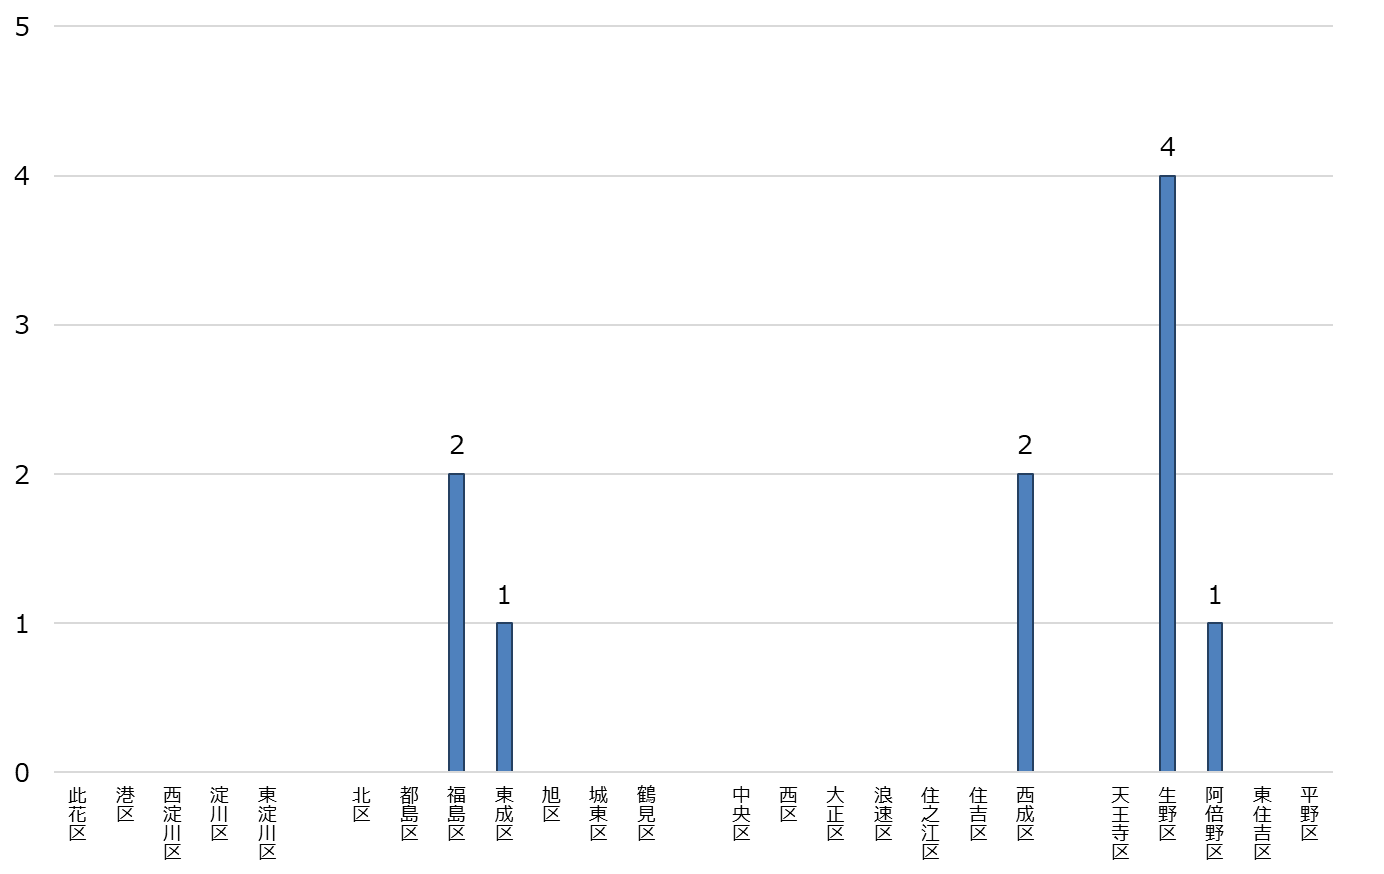 5
4
3
2
1
0
2
1
2
4
1
此花区
港区
西淀川区
淀川区
東淀川区
北区
都島区
福島区
東成区
旭区
城東区
鶴見区
中央区
西区
大正区
浪速区
住之江区
住吉区
西成区
天王寺区
生野区
阿倍野区
東住吉区
平野区